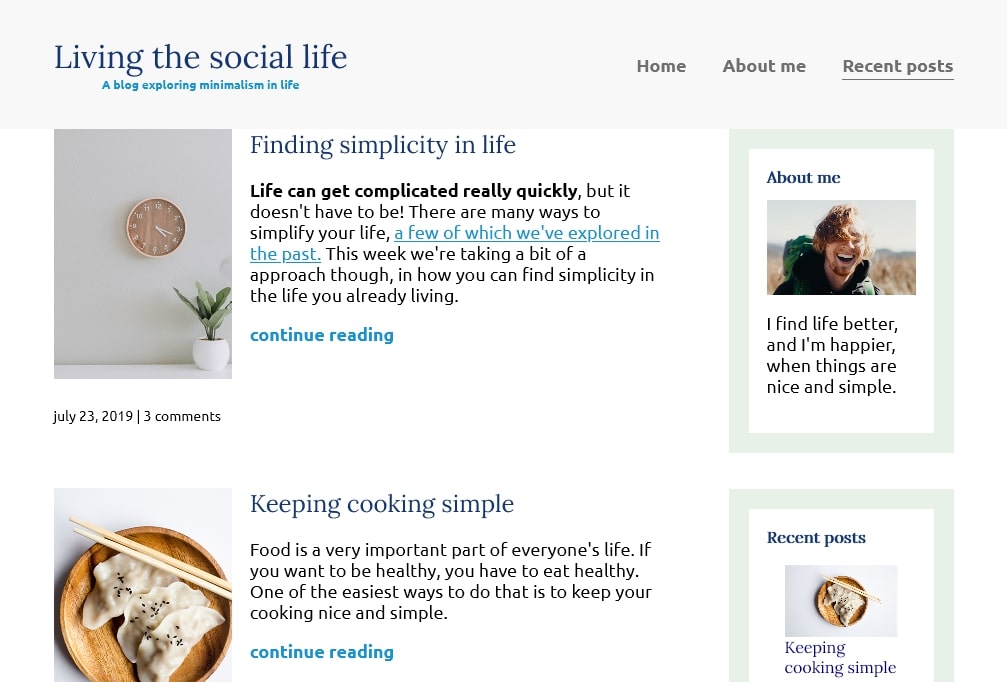 Living the social life
A blog exploring minimalism in life
Home
About me
Recent posts
Finding simplicity in life
Life can get complicated really quickly, but it
doesn't have to be! There are many ways to
simplify your life, a few of which we've explored in
the past. This week we're taking a bit of a
approach though, in how you can find simplicity in
the life you already living.
continue reading
july 23, 2019 | 3 comments
Keeping cooking simple
Food is a very important part of everyone's life. If
you want to be healthy, you have to eat healthy.
One of the easiest ways to do that is to keep your
cooking nice and simple.
continue reading
About me
I find life better,
and I'm happier,
when things are
nice and simple.
Recent posts
Keeping
cooking simple